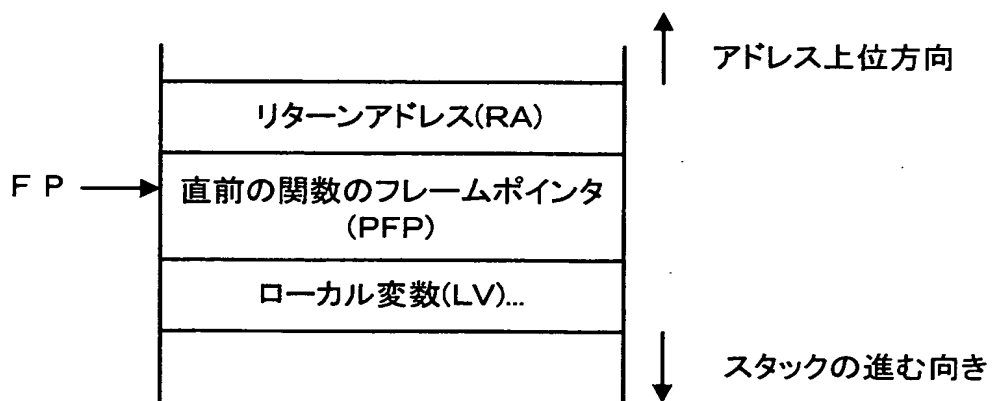 アドレス上位方向
リターンアドレス(RA)
FP
直前の関数のフレームポインタ
(PFP)
ローカル変数(LV)...
スタックの進む向き